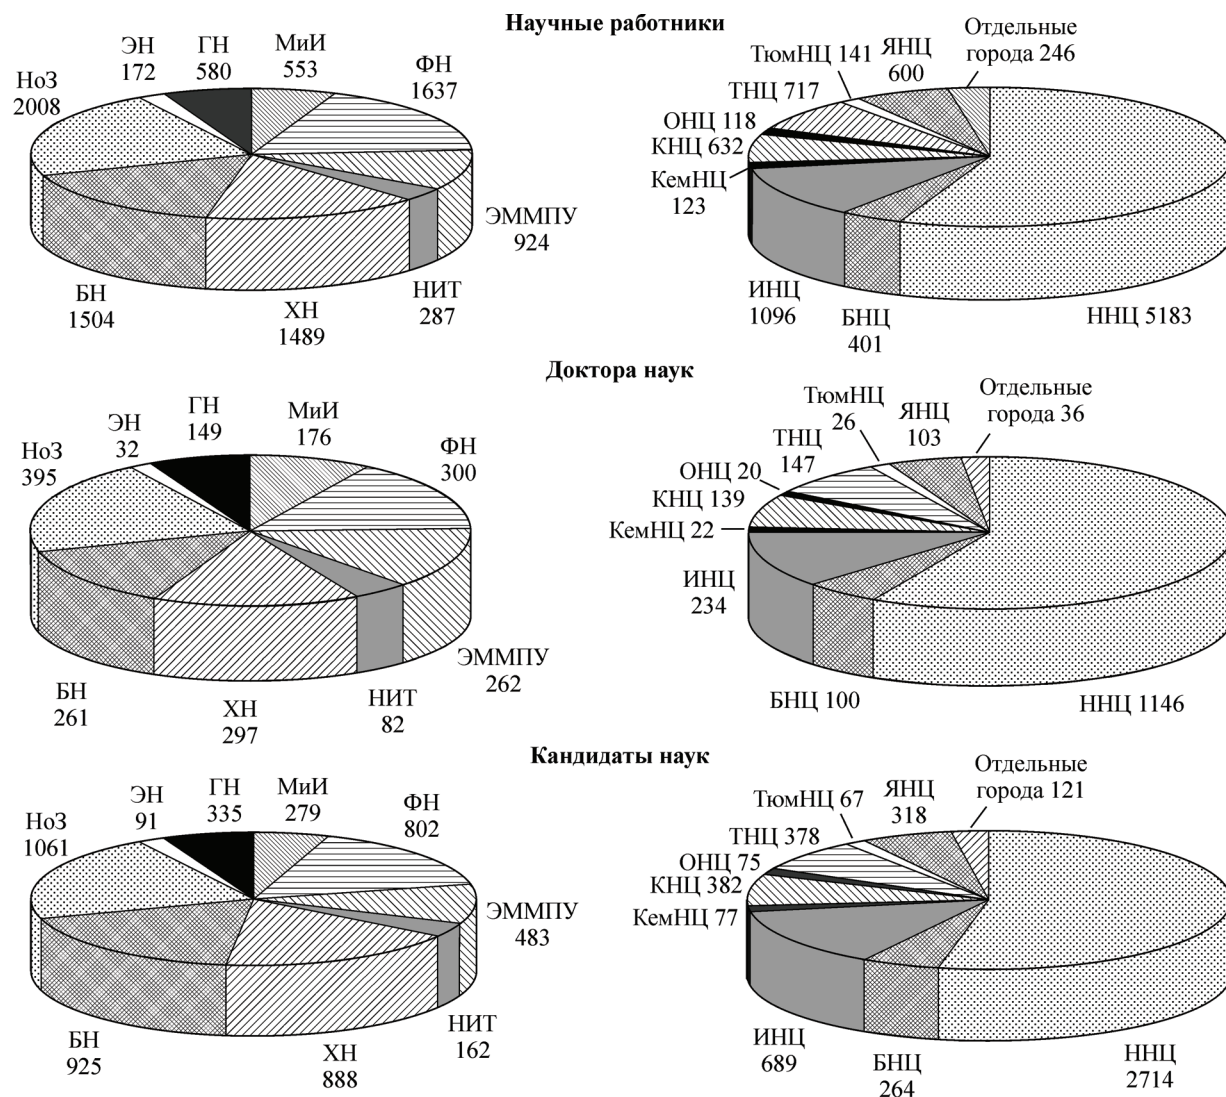 Научные работники
ЭН
172
ГН
580
МиИ
553
ФН
1637
НоЗ
2008
ЭММПУ
924
НИТ
287
ХН
1489
БН
1504
Отдельные
города 246
ЯНЦ
600
ТюмНЦ 141
ТНЦ 717
ОНЦ 118
КНЦ 632
КемНЦ
123
ИНЦ
1096
БНЦ
401
ННЦ 5183
Доктора наук
ЭН
32
ГН
149
МиИ
176
ФН
300
НоЗ
395
ЭММПУ
262
НИТ
82
ХН
297
БН
261
Отдельные
города 36
ЯНЦ
103
ТюмНЦ
26
ТНЦ
147
ОНЦ 20
КНЦ 139
КемНЦ 22
ИНЦ
234
БНЦ 100
ННЦ 1146
Кандидаты наук
ЭН
91
ГН
335
МиИ
279
ФН
802
НоЗ
1061
ЭММПУ
483
НИТ
162
ХН
888
БН
925
Отдельные
города 121
ЯНЦ
318
ТюмНЦ 67
ТНЦ 378
ОНЦ 75
КНЦ 382
КемНЦ 77
ИНЦ
689
БНЦ
264
ННЦ
2714